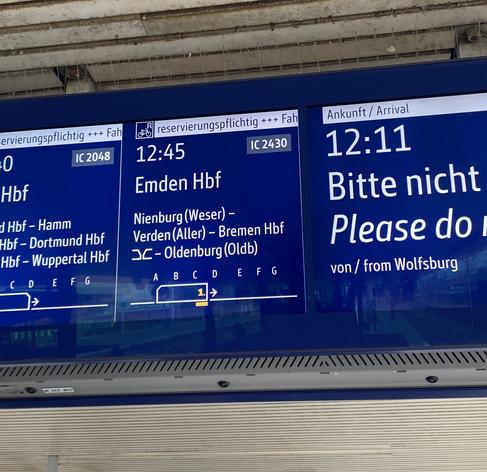 servierungspflichtig +++ Fah
IC 2048
Hbf
d Hbf – Hamm
Hbf – Dortmund Hbf
Hbf – Wuppertal Hbf
C D E F G
reservierungspflichtig +++ Fah
12:45
IC 2430
Emden Hbf
Nienburg (Weser) –
Verden (Aller) – Bremen Hbf
– Oldenburg (Oldb)
A B C D E F G
1.
Ankunft / Arrival
12:11
Bitte nicht
Please do
von / from Wolfsburg